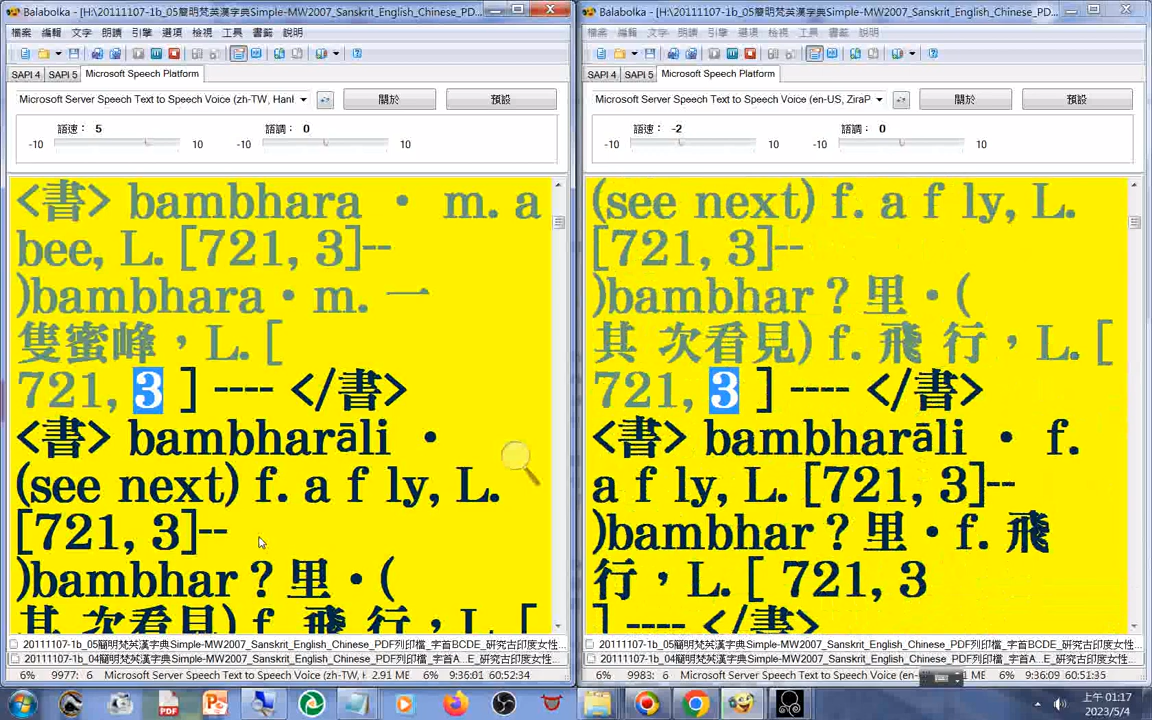 Balabolka - [H:\20111107-1b_05簡明梵英漢字典Simple-MW2007_Sanskrit_English_Chinese_PD...
檔案 編輯 文字 朗讀 引擎 選項 檢視 工具 書籤 說明
SAPI 4 SAPI 5 Microsoft Speech Platform
Microsoft Server Speech Text to Speech Voice (zh-TW, Hanl
關於
預設
語速： 5
語調： 0
-10 10 -10 10
<書> bambhara • m. a
bee, L. [721, 3]--
)bambhara•m. 一
隻蜜峰，L. [
721, 3 ] ---- </書>
<書> bambharāli •
(see next) f. a f ly, L.
[721, 3]--
)bambhar？里•(
其 次看見) f. 飛 行，L. [
20111107-1b_05簡明梵英漢字典Simple-MW2007_Sanskrit_English_Chinese_PDF列印檔_字首BCDE_研究古印度女性...
20111107-1b_04簡明梵英漢字典Simple-MW2007_Sanskrit_English_Chinese_PDF列印檔_字首A...E_研究古印度女性...
6% 9977: 6 Microsoft Server Speech Text to Speech Voice (zh-TW, H 2.91 MB 6% 9:36:01 60:52:34
Balabolka - [H:\20111107-1b_05簡明梵英漢字典Simple-MW2007_Sanskrit_English_Chinese_PD...
檔案 編輯 文字 朗讀 引擎 選項 檢視 工具 書籤 說明
SAPI 4 SAPI 5 Microsoft Speech Platform
Microsoft Server Speech Text to Speech Voice (en-US, ZiraP
關於
預設
語速： -2
語調： 0
-10 10 -10 10
(see next) f. a f ly, L.
[721, 3]--
)bambhar？里•(
其 次看見) f. 飛 行，L. [
721, 3 ] ---- </書>
<書> bambharāli • f.
a f ly, L. [721, 3]--
)bambhar？里•f. 飛
行，L. [ 721, 3
] ---- </書>
20111107-1b_05簡明梵英漢字典Simple-MW2007_Sanskrit_English_Chinese_PDF列印檔_字首BCDE_研究古印度女性...
20111107-1b_04簡明梵英漢字典Simple-MW2007_Sanskrit_English_Chinese_PDF列印檔_字首A...E_研究古印度女性...
6% 9983: 6 Microsoft Server Speech Text to Speech Voice (en-US 6% 9:36:09 60:51:35
PDF
上午 01:17
2023/5/4